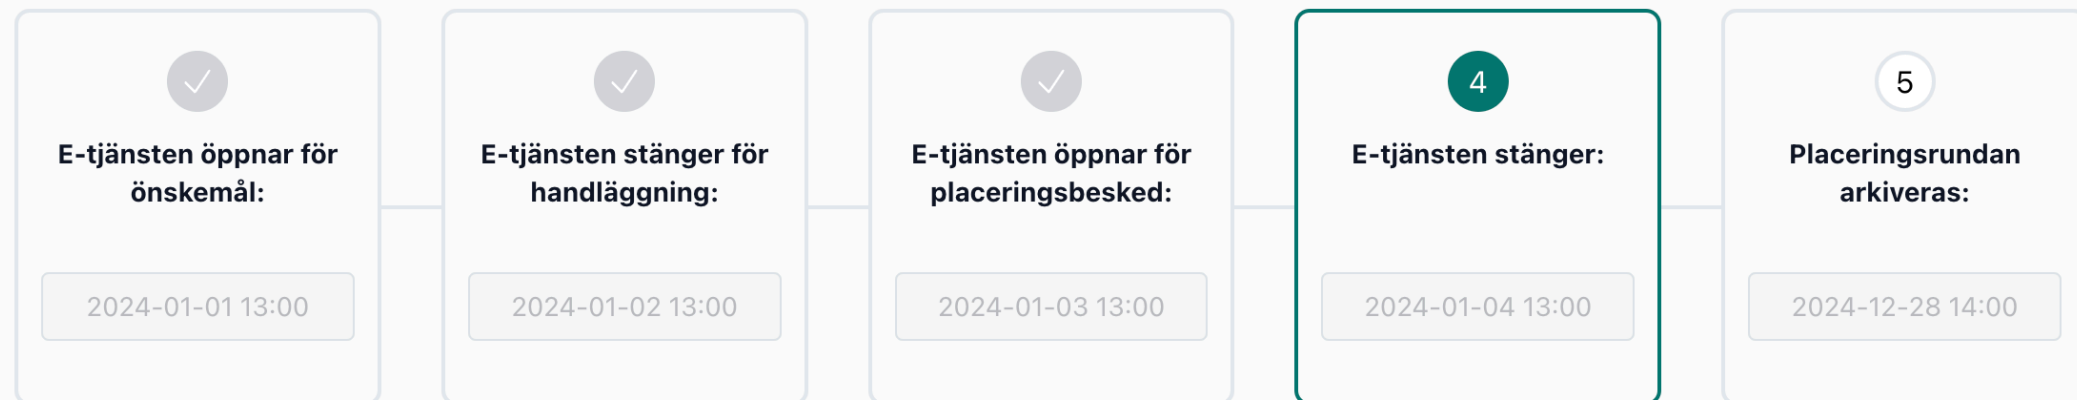 E-tjänsten öppnar för
önskemål:
2024-01-01 13:00
E-tjänsten stänger för
handläggning:
2024-01-02 13:00
E-tjänsten öppnar för
placeringsbesked:
2024-01-03 13:00
4
E-tjänsten stänger:
2024-01-04 13:00
5
Placeringsrundan
arkiveras:
2024-12-28 14:00